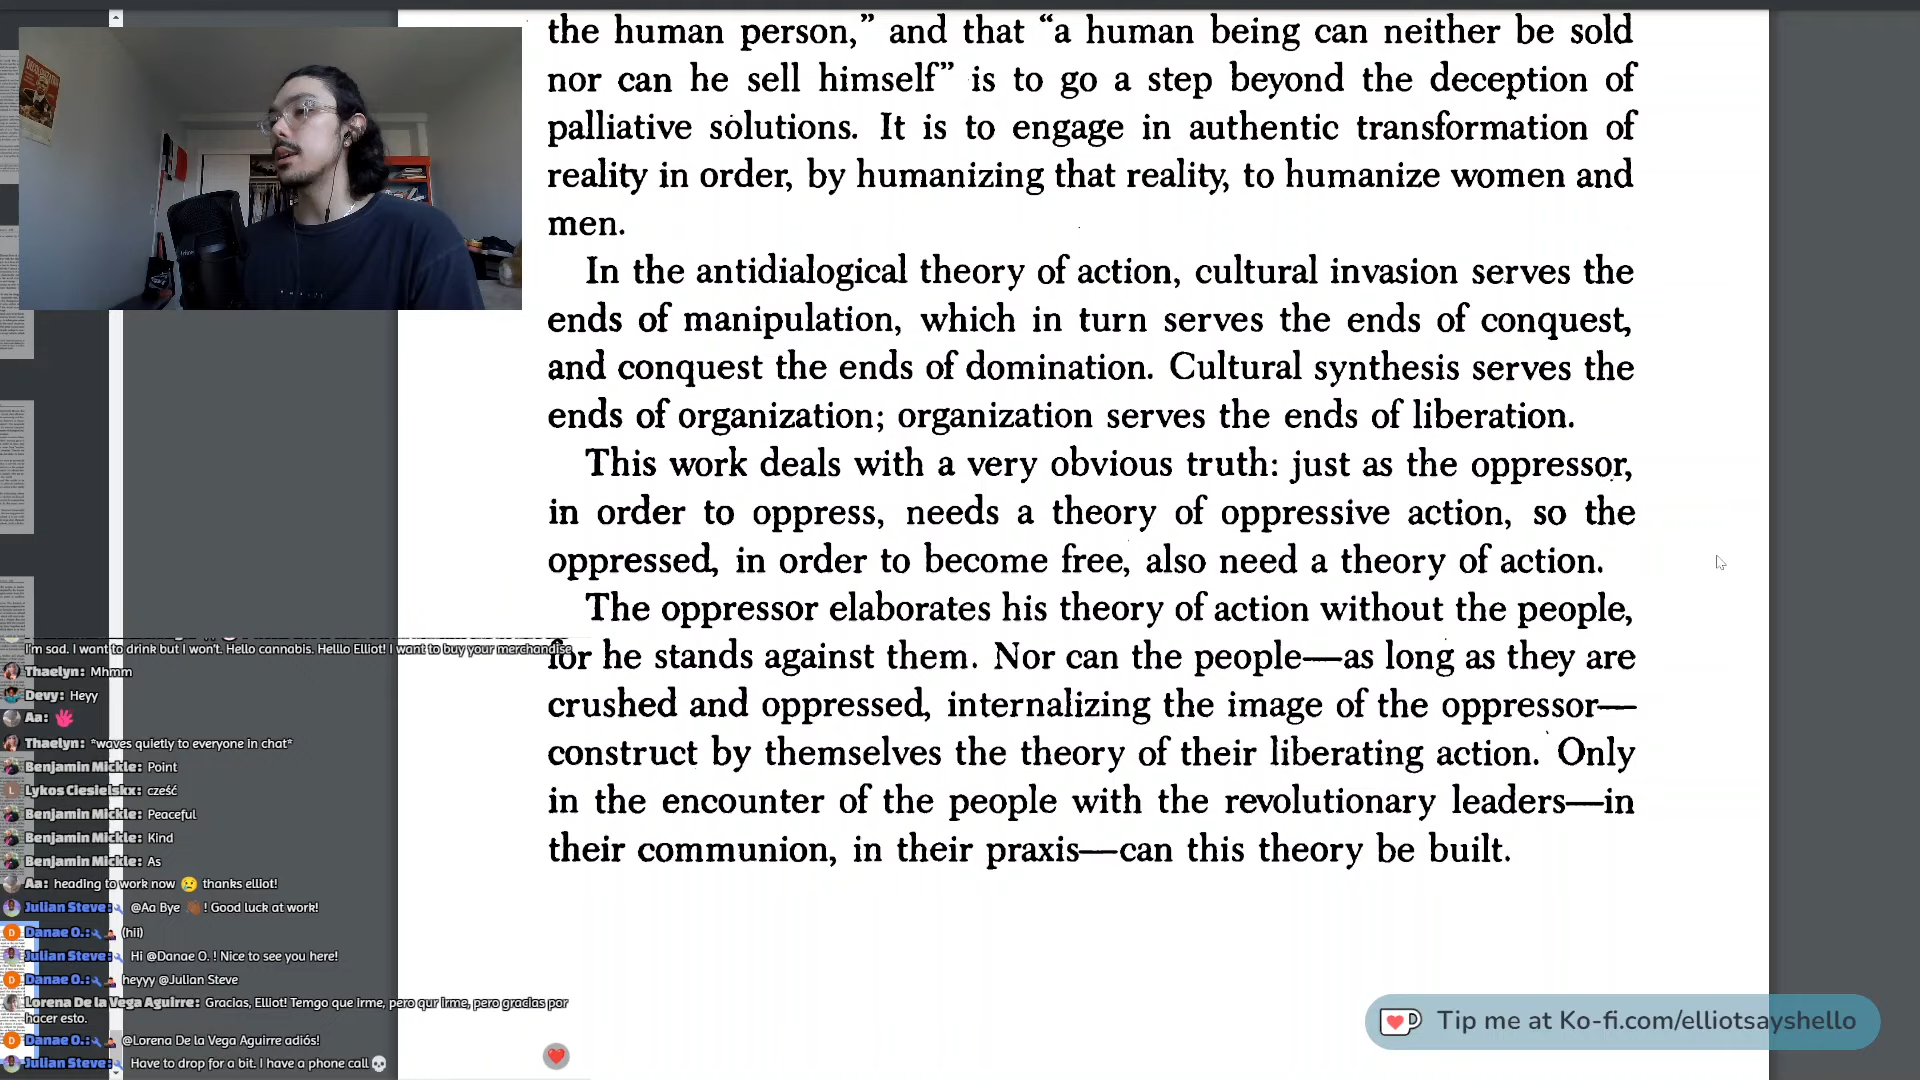 the human person,” and that “a human being can neither be sold
nor can he sell himself” is to go a step beyond the deception of
palliative solutions. It is to engage in authentic transformation of
reality in order, by humanizing that reality, to humanize women and
men.
In the antidialogical theory of action, cultural invasion serves the
ends of manipulation, which in turn serves the ends of conquest,
and conquest the ends of domination. Cultural synthesis serves the
ends of organization; organization serves the ends of liberation.
This work deals with a very obvious truth: just as the oppressor,
in order to oppress, needs a theory of oppressive action, so the
oppressed, in order to become free, also need a theory of action.
The oppressor elaborates his theory of action without the people,
for he stands against them. Nor can the people—as long as they are
crushed and oppressed, internalizing the image of the oppressor—
construct by themselves the theory of their liberating action. Only
in the encounter of the people with the revolutionary leaders—in
their communion, in their praxis—can this theory be built.
I'm sad. I want to drink but I won't. Hello cannabis. Helllo Elliot! I want to buy your merchandise
Thaelyn: Mhmm
Devy: Heyy
Aa:
Thaelyn: *waves quietly to everyone in chat*
Benjamin Mickle: Point
Lykos Ciesielskx: cześć
Benjamin Mickle: Peaceful
Benjamin Mickle: Kind
Benjamin Mickle: As
Aa: heading to work now 😢 thanks elliot!
Julian Steve: @Aa Bye 👋🏾! Good luck at work!
Danae O.: (hii)
Julian Steve: Hi @Danae O. ! Nice to see you here!
Danae O.: heyyy @Julian Steve
Lorena De la Vega Aguirre: Gracias, Elliot! Temgo que irme, pero qur irme, pero gracias por
hacer esto.
Danae O.: @Lorena De la Vega Aguirre adiós!
Julian Steve: Have to drop for a bit. I have a phone call 💀
Tip me at Ko-fi.com/elliotsayshello